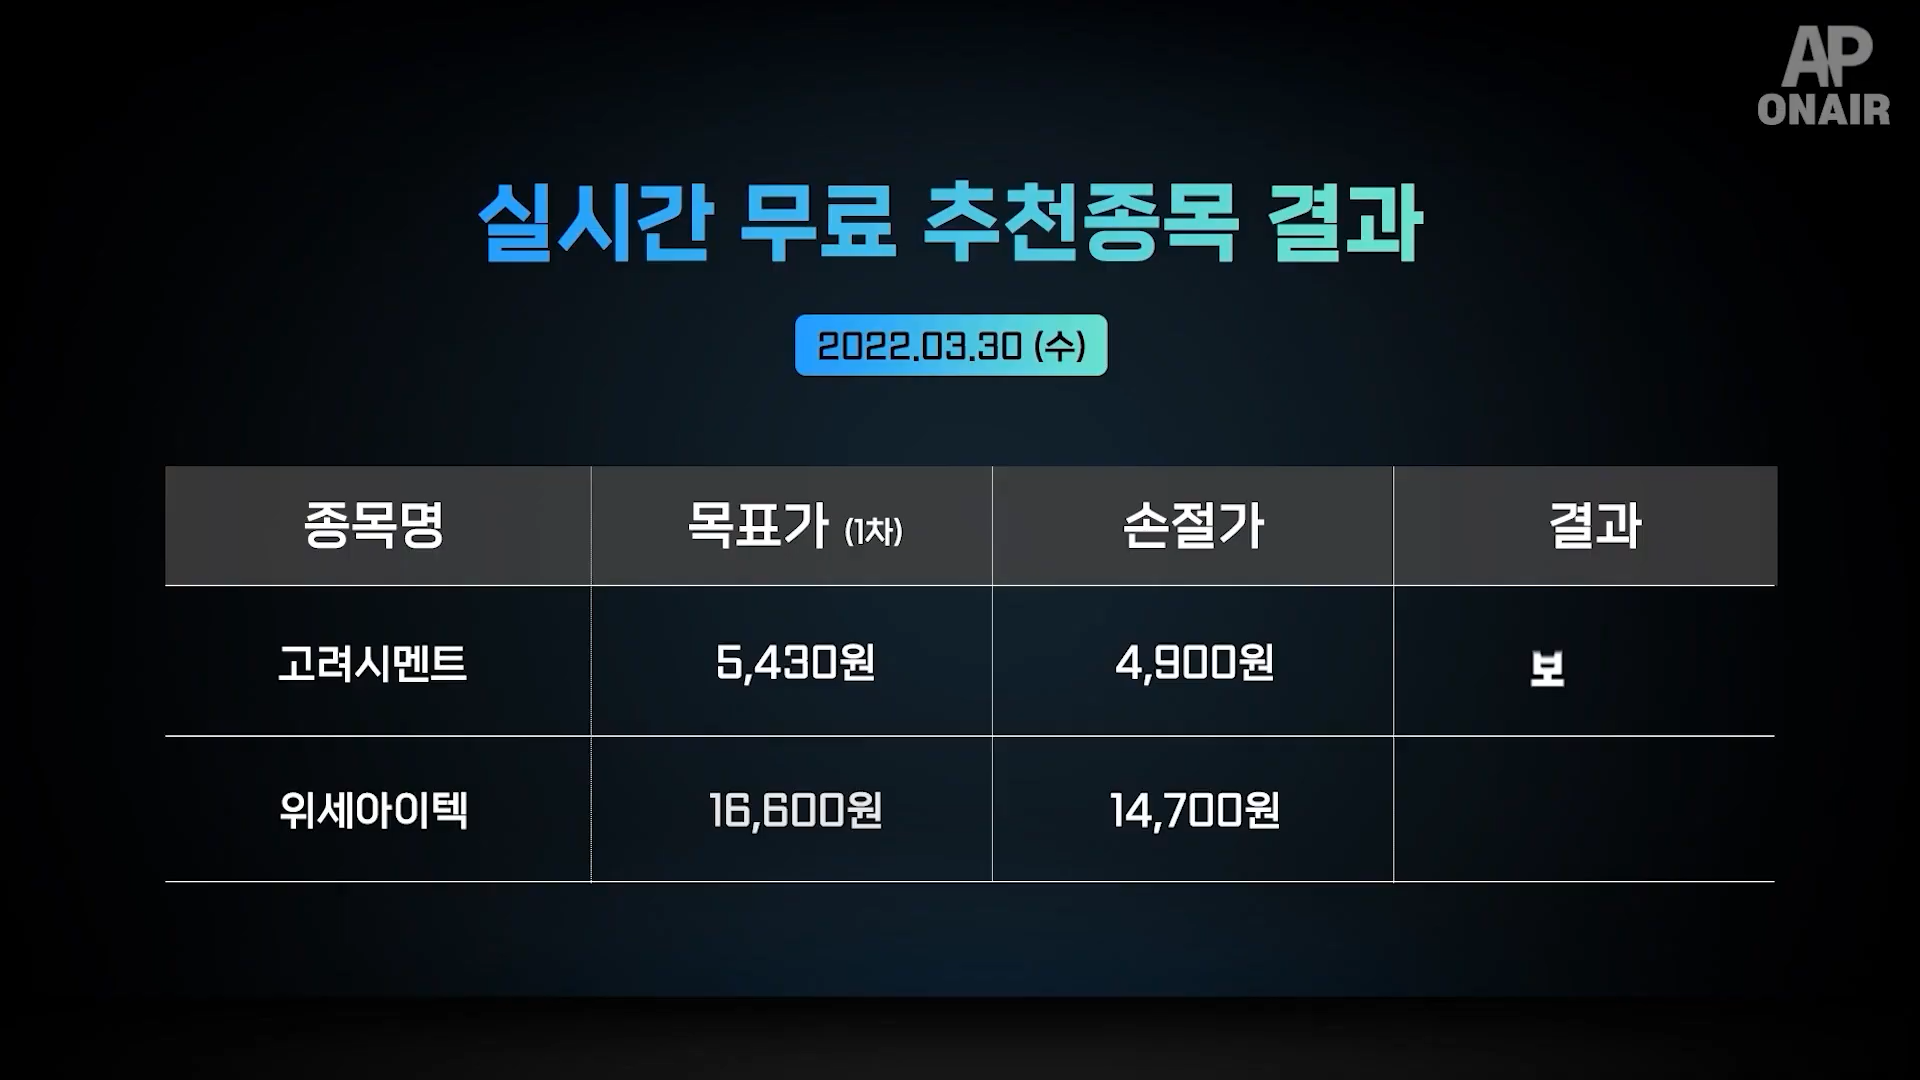 AP
ONAIR
실시간 무료 추천종목 결과
2022.03.30 (수)
종목명 목표가 (1차) 손절가 결과
고려시멘트 5,430원 4,900원 보
위세아이텍 16,600원 14,700원